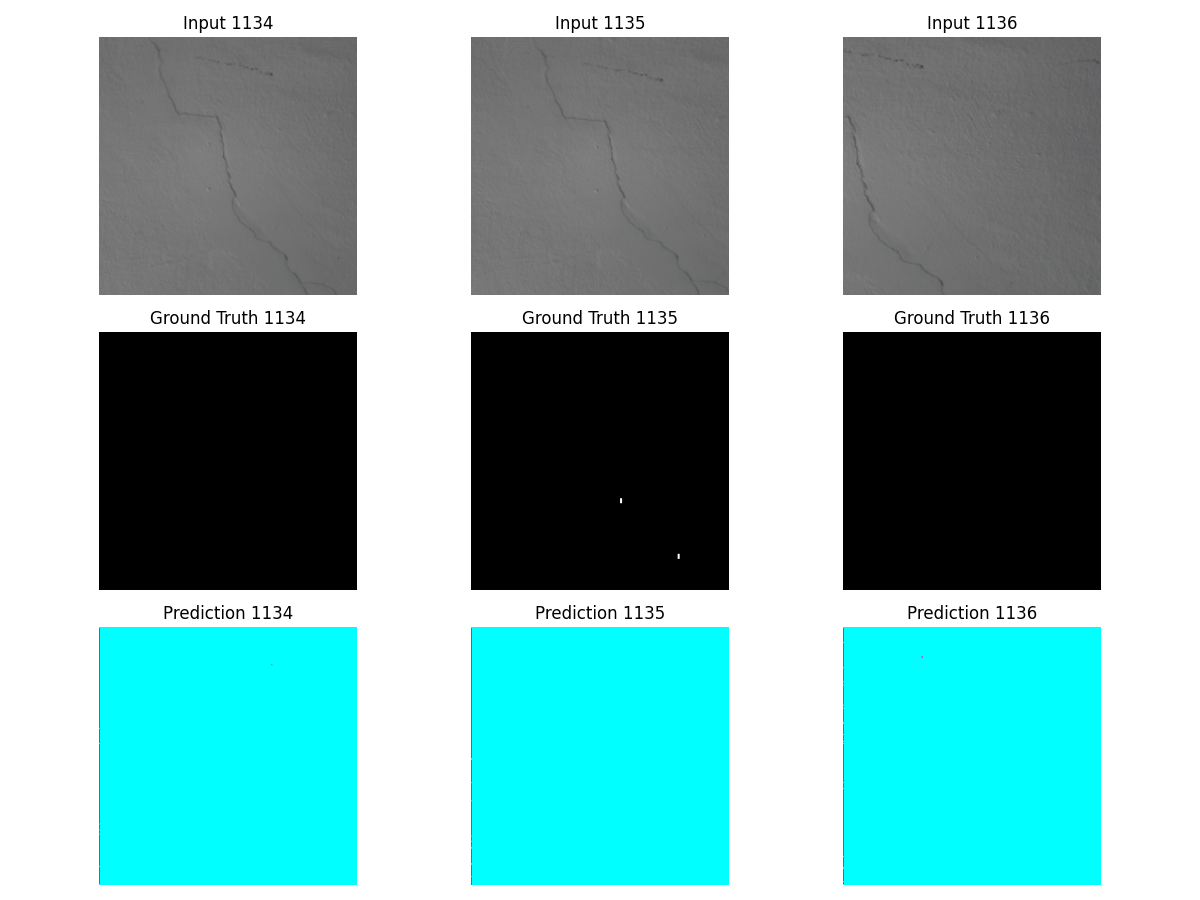 Input 1134
Input 1135
Input 1136
Ground Truth 1134
Ground Truth 1135
Ground Truth 1136
Prediction 1134
Prediction 1135
Prediction 1136